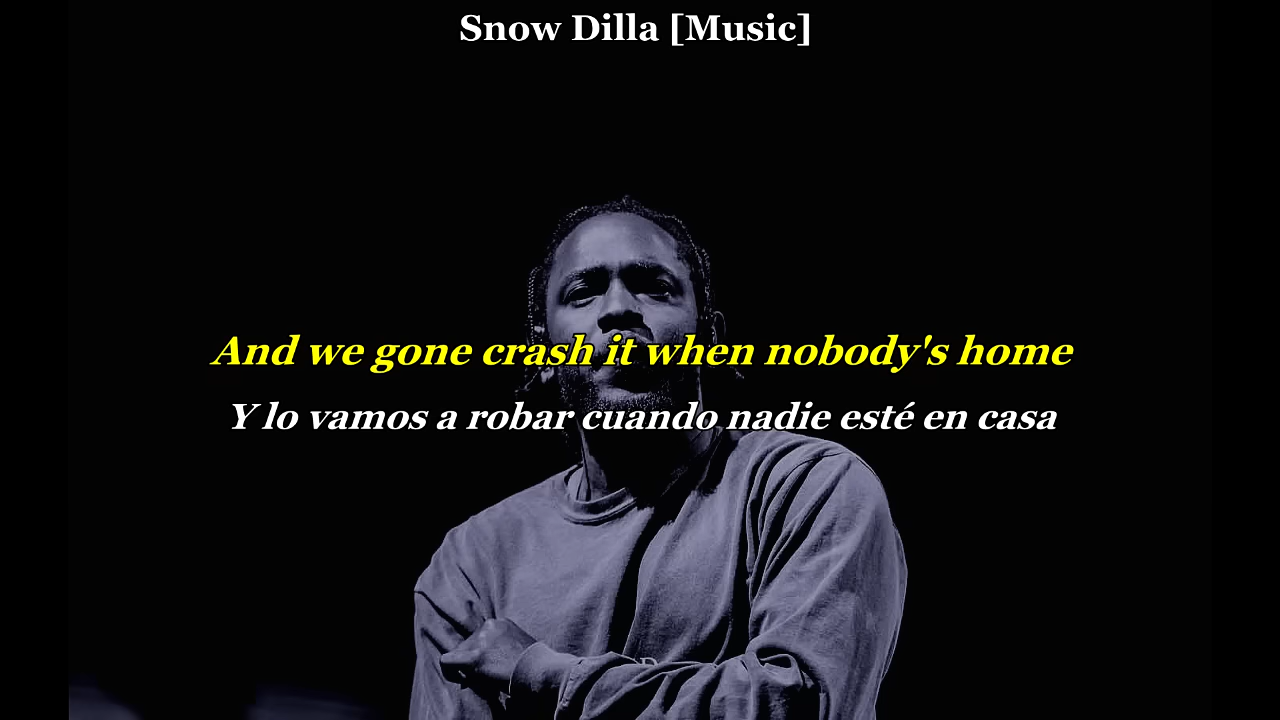 Snow Dilla [Music]
And we gone crash it when nobody's home
Y lo vamos a robar cuando nadie esté en casa